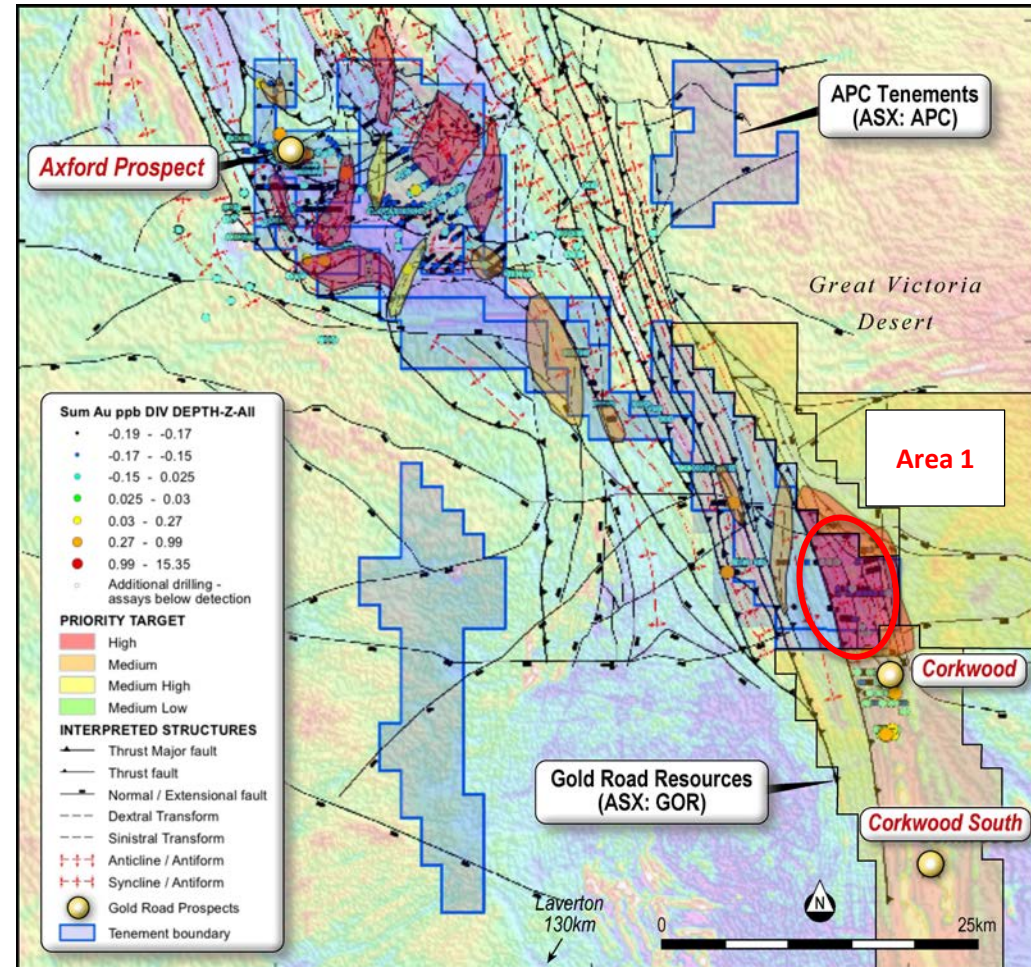 APC Tenements
(ASX: APC)
Axford Prospect
Great Victoria
Desert
Area 1
Sum Au ppb DIV DEPTH-Z-All
-0.19 - -0.17
-0.17 - -0.15
-0.15 - 0.025
0.025 - 0.03
0.03 - 0.27
0.27 - 0.99
0.99 - 15.35
Additional drilling -
assays below detection
PRIORITY TARGET
High
Medium
Medium High
Medium Low
INTERPRETED STRUCTURES
Thrust Major fault
Thrust fault
Normal / Extensional fault
Dextral Transform
Sinistral Transform
Anticline / Antiform
Syncline / Antiform
Gold Road Prospects
Tenement boundary
Corkwood
Gold Road Resources
(ASX: GOR)
Corkwood South
Laverton
130km
N
0
25km